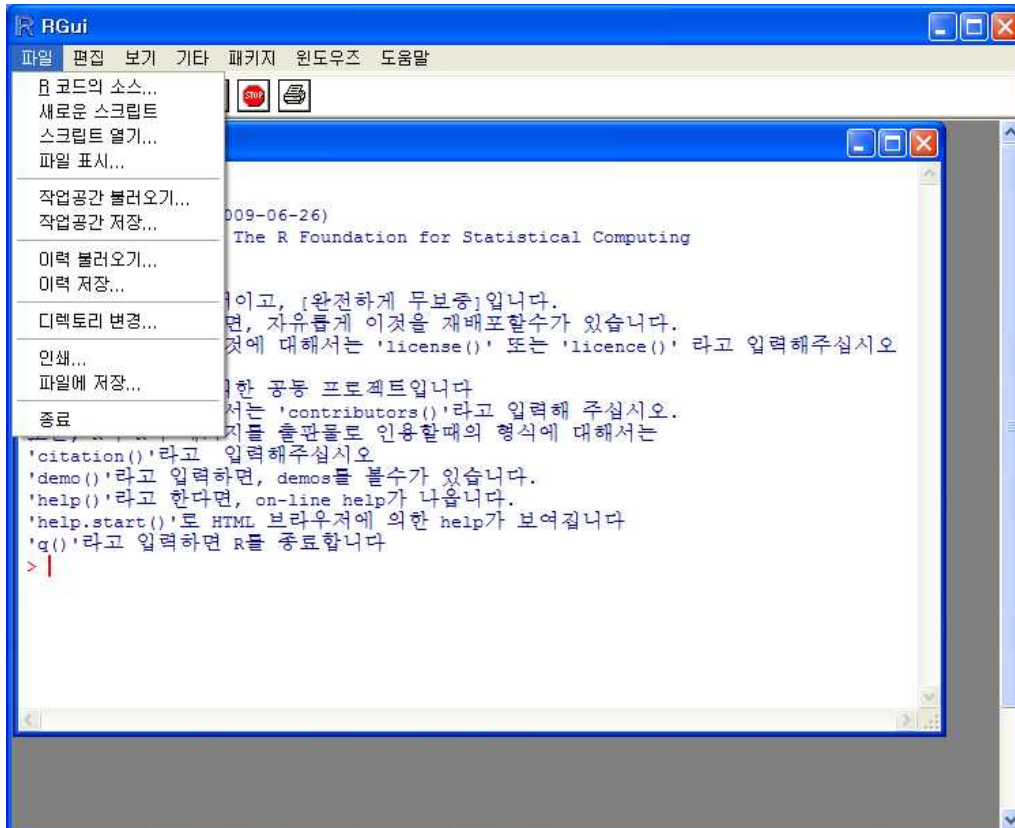 RGui
파일 편집 보기 기타 패키지 윈도우즈 도움말
R 코드의 소스...
새로운 스크립트
스크립트 열기...
파일 표시...
작업공간 불러오기...
작업공간 저장...
이력 불러오기...
이력 저장...
디렉토리 변경...
인쇄...
파일에 저장...
종료
STOP
009-06-26)
The R Foundation for Statistical Computing
이고, [완전하게 무보증]입니다.
면, 자유롭게 이것을 재배포할수가 있습니다.
것에 대해서는 'license()' 또는 'licence()' 라고 입력해주십시오
한 공동 프로젝트입니다
서는 'contributors()'라고 입력해 주십시오.
지를 출판물로 인용할때의 형식에 대해서는
'citation()'라고 입력해주십시오
'demo()'라고 입력하면, demos를 볼수가 있습니다.
'help()'라고 한다면, on-line help가 나옵니다.
'help.start()'로 HTML 브라우저에 의한 help가 보여집니다
'q()'라고 입력하면 R를 종료합니다
>